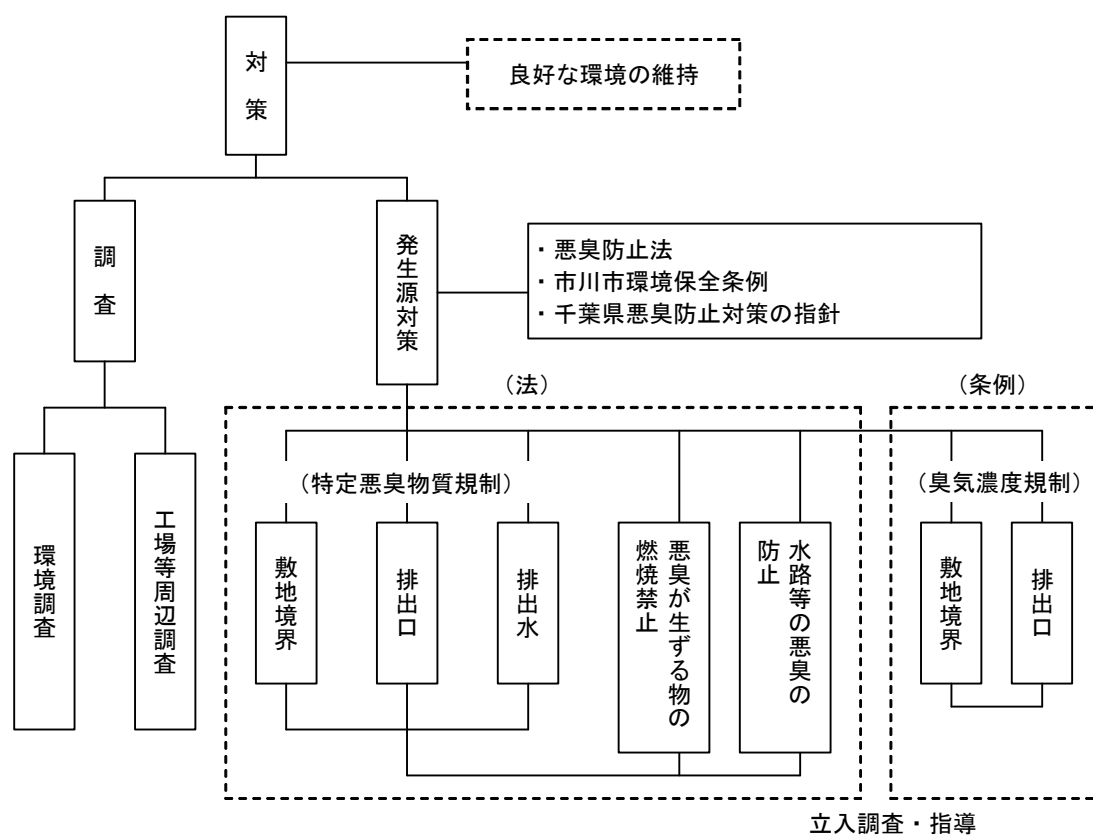 対策
良好な環境の維持
調査
発生源対策
・悪臭防止法
・市川市環境保全条例
・千葉県悪臭防止対策の指針
(法)
(条例)
(特定悪臭物質規制)
(臭気濃度規制)
環境調査
工場等周辺調査
敷地境界
排出口
排出水
悪臭が生ずる物の
燃焼禁止
水路等の悪臭の
防止
敷地境界
排出口
立入調査・指導